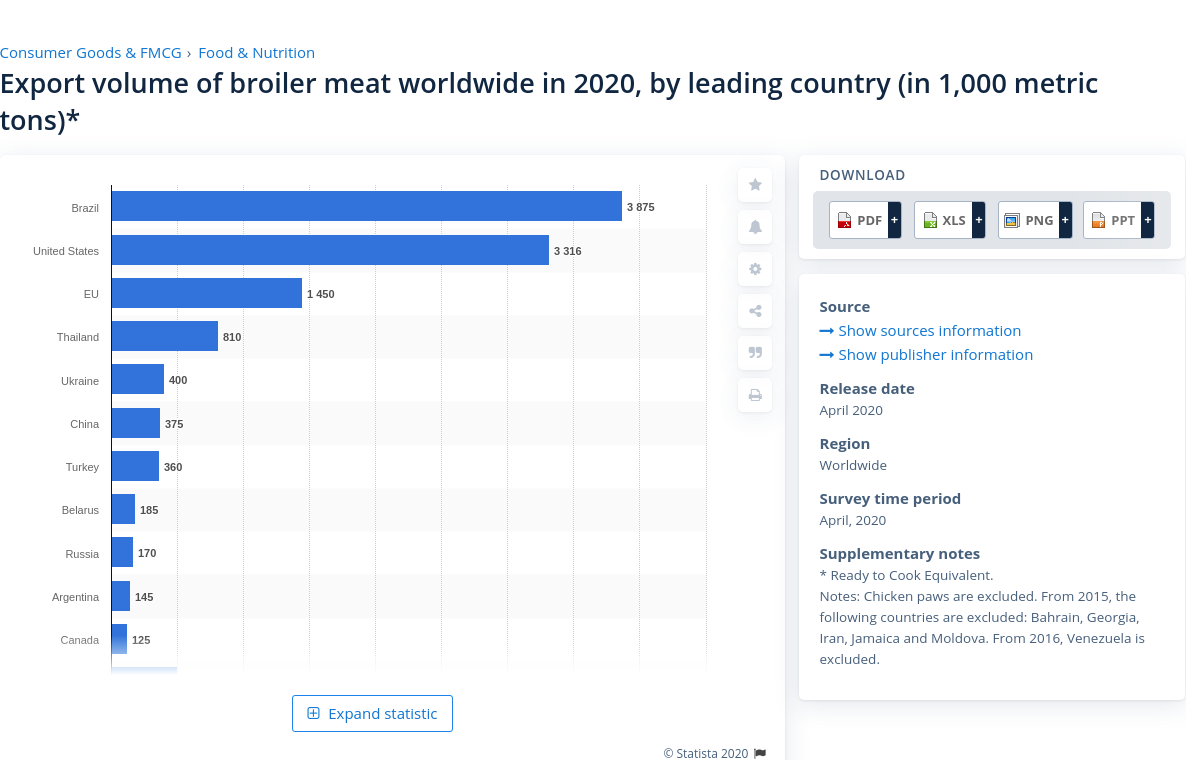 Consumer Goods & FMCG › Food & Nutrition
Export volume of broiler meat worldwide in 2020, by leading country (in 1,000 metric
tons)*
Brazil 3 875
United States 3 316
EU 1 450
Thailand 810
Ukraine 400
China 375
Turkey 360
Belarus 185
Russia 170
Argentina 145
Canada 125
Expand statistic
© Statista 2020
DOWNLOAD
PDF + XLS + PNG + PPT +
Source
Show sources information
Show publisher information
Release date
April 2020
Region
Worldwide
Survey time period
April, 2020
Supplementary notes
* Ready to Cook Equivalent.
Notes: Chicken paws are excluded. From 2015, the
following countries are excluded: Bahrain, Georgia,
Iran, Jamaica and Moldova. From 2016, Venezuela is
excluded.